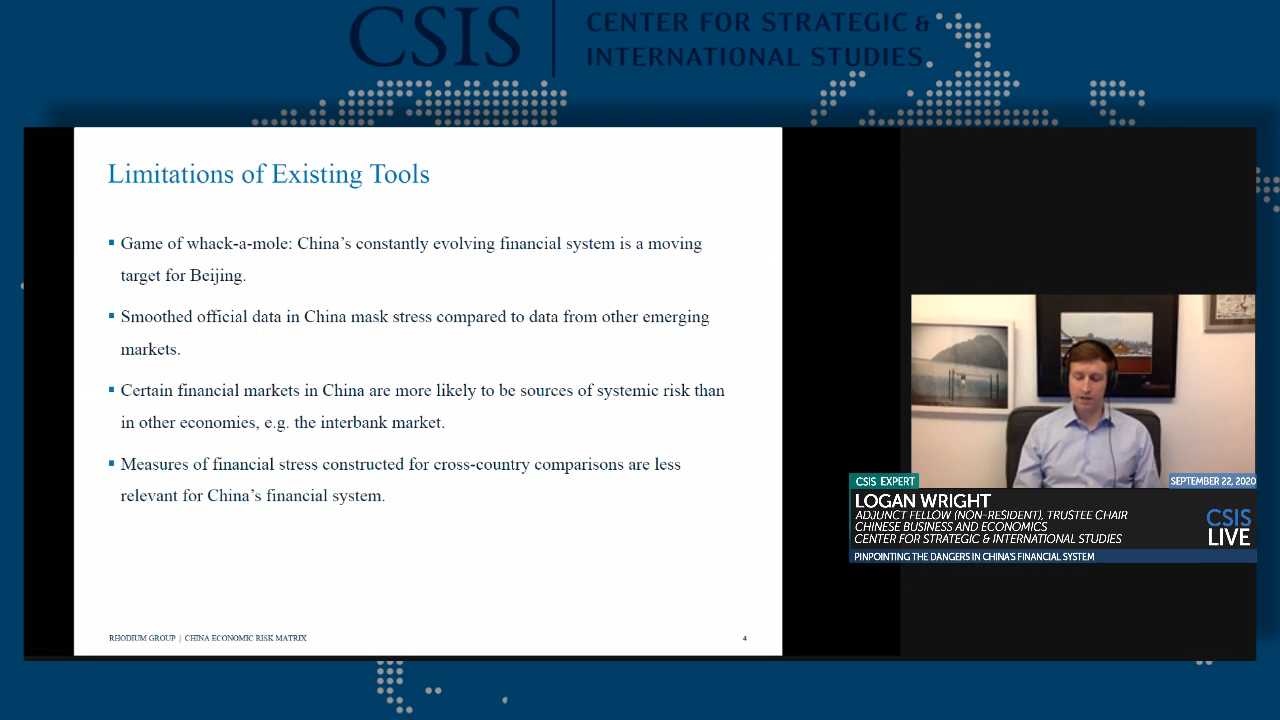 CSIS
CENTER FOR STRATEGIC &
INTERNATIONAL STUDIES
Limitations of Existing Tools
Game of whack-a-mole: China’s constantly evolving financial system is a moving
target for Beijing.
Smoothed official data in China mask stress compared to data from other emerging
markets.
Certain financial markets in China are more likely to be sources of systemic risk than
in other economies, e.g. the interbank market.
Measures of financial stress constructed for cross-country comparisons are less
relevant for China’s financial system.
RHODIUM GROUP | CHINA ECONOMIC RISK MATRIX
4
CSIS EXPERT
SEPTEMBER 22, 2020
LOGAN WRIGHT
ADJUNCT FELLOW (NON-RESIDENT), TRUSTEE CHAIR
CHINESE BUSINESS AND ECONOMICS
CENTER FOR STRATEGIC & INTERNATIONAL STUDIES
CSIS
LIVE
PINPOINTING THE DANGERS IN CHINA'S FINANCIAL SYSTEM